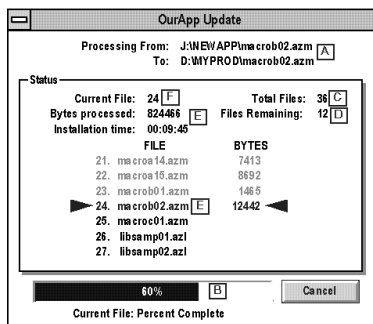 OurApp Update
Processing From: J:\NEWAPP\macrob02.azm A
To: D:\MYPROD\macrob02.azm
Status
Current File: 24 F Total Files: 36 C
Bytes processed: 824466 E Files Remaining: 12 D
Installation time: 00:09:45
FILE BYTES
21. macroa14.azm 7413
22. macroa15.azm 8692
23. macrob01.azm 1465
24. macrob02.azm E 12442
25. macroc01.azm
26. libsamp01.azl
27. libsamp02.azl
60% B Cancel
Current File: Percent Complete